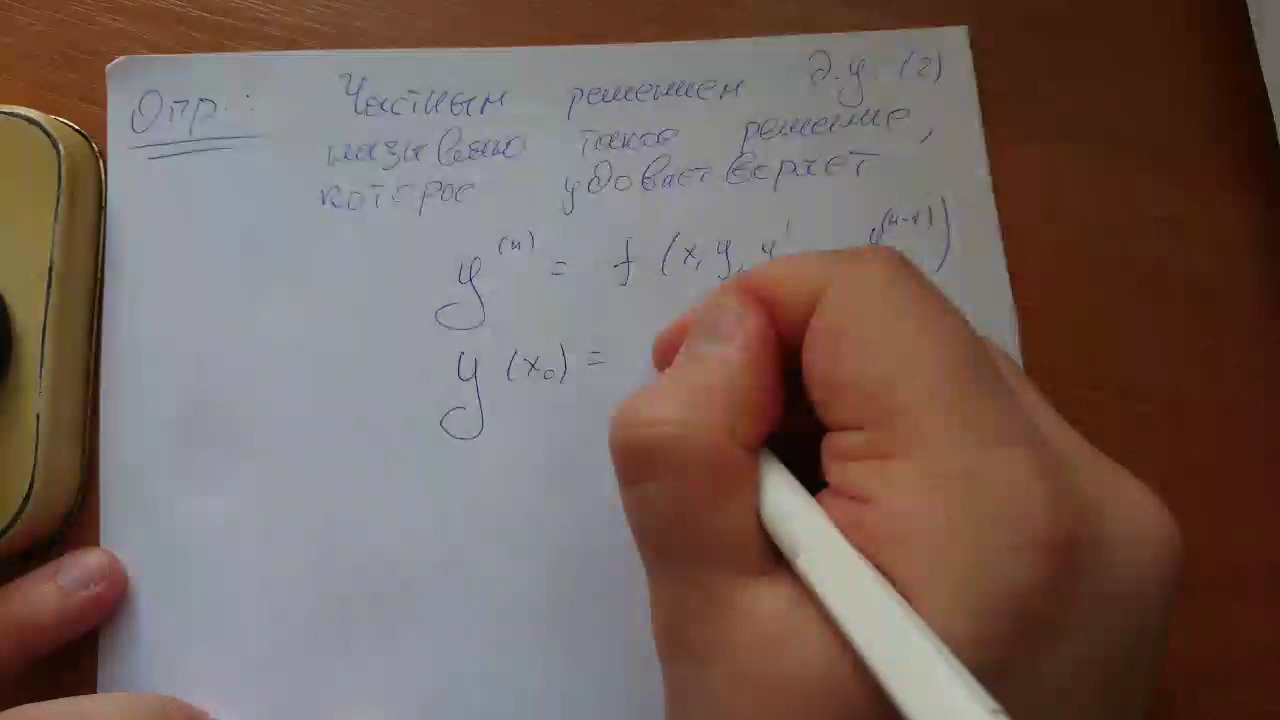 Опр.: Частным решением д.у. (2)
называют такое решение,
которое удовлетворяет
y⁽ⁿ⁾ = f (x, y, y' y⁽ⁿ⁻¹⁾)
y (x₀) =